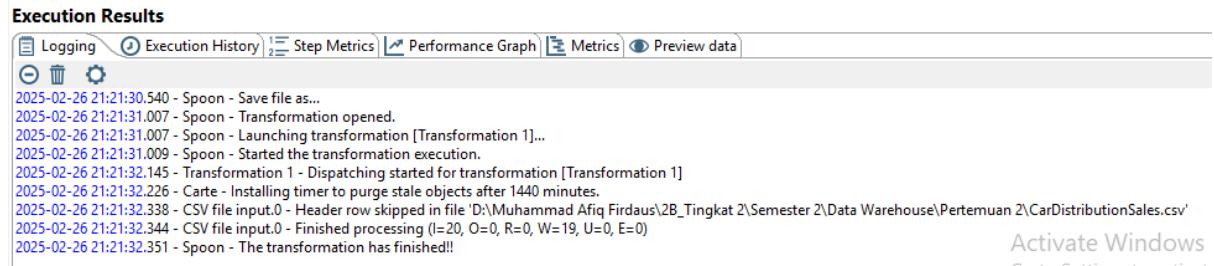 Execution Results
Logging Execution History Step Metrics Performance Graph Metrics Preview data
2025-02-26 21:21:30.540 - Spoon - Save file as...
2025-02-26 21:21:31.007 - Spoon - Transformation opened.
2025-02-26 21:21:31.007 - Spoon - Launching transformation [Transformation 1]...
2025-02-26 21:21:31.009 - Spoon - Started the transformation execution.
2025-02-26 21:21:32.145 - Transformation 1 - Dispatching started for transformation [Transformation 1]
2025-02-26 21:21:32.226 - Carte - Installing timer to purge stale objects after 1440 minutes.
2025-02-26 21:21:32.338 - CSV file input.0 - Header row skipped in file 'D:\Muhammad Afiq Firdaus\2B_Tingkat 2\Semester 2\Data Warehouse\Pertemuan 2\CarDistributionSales.csv'
2025-02-26 21:21:32.344 - CSV file input.0 - Finished processing (I=20, O=0, R=0, W=19, U=0, E=0)
2025-02-26 21:21:32.351 - Spoon - The transformation has finished!!
Activate Windows